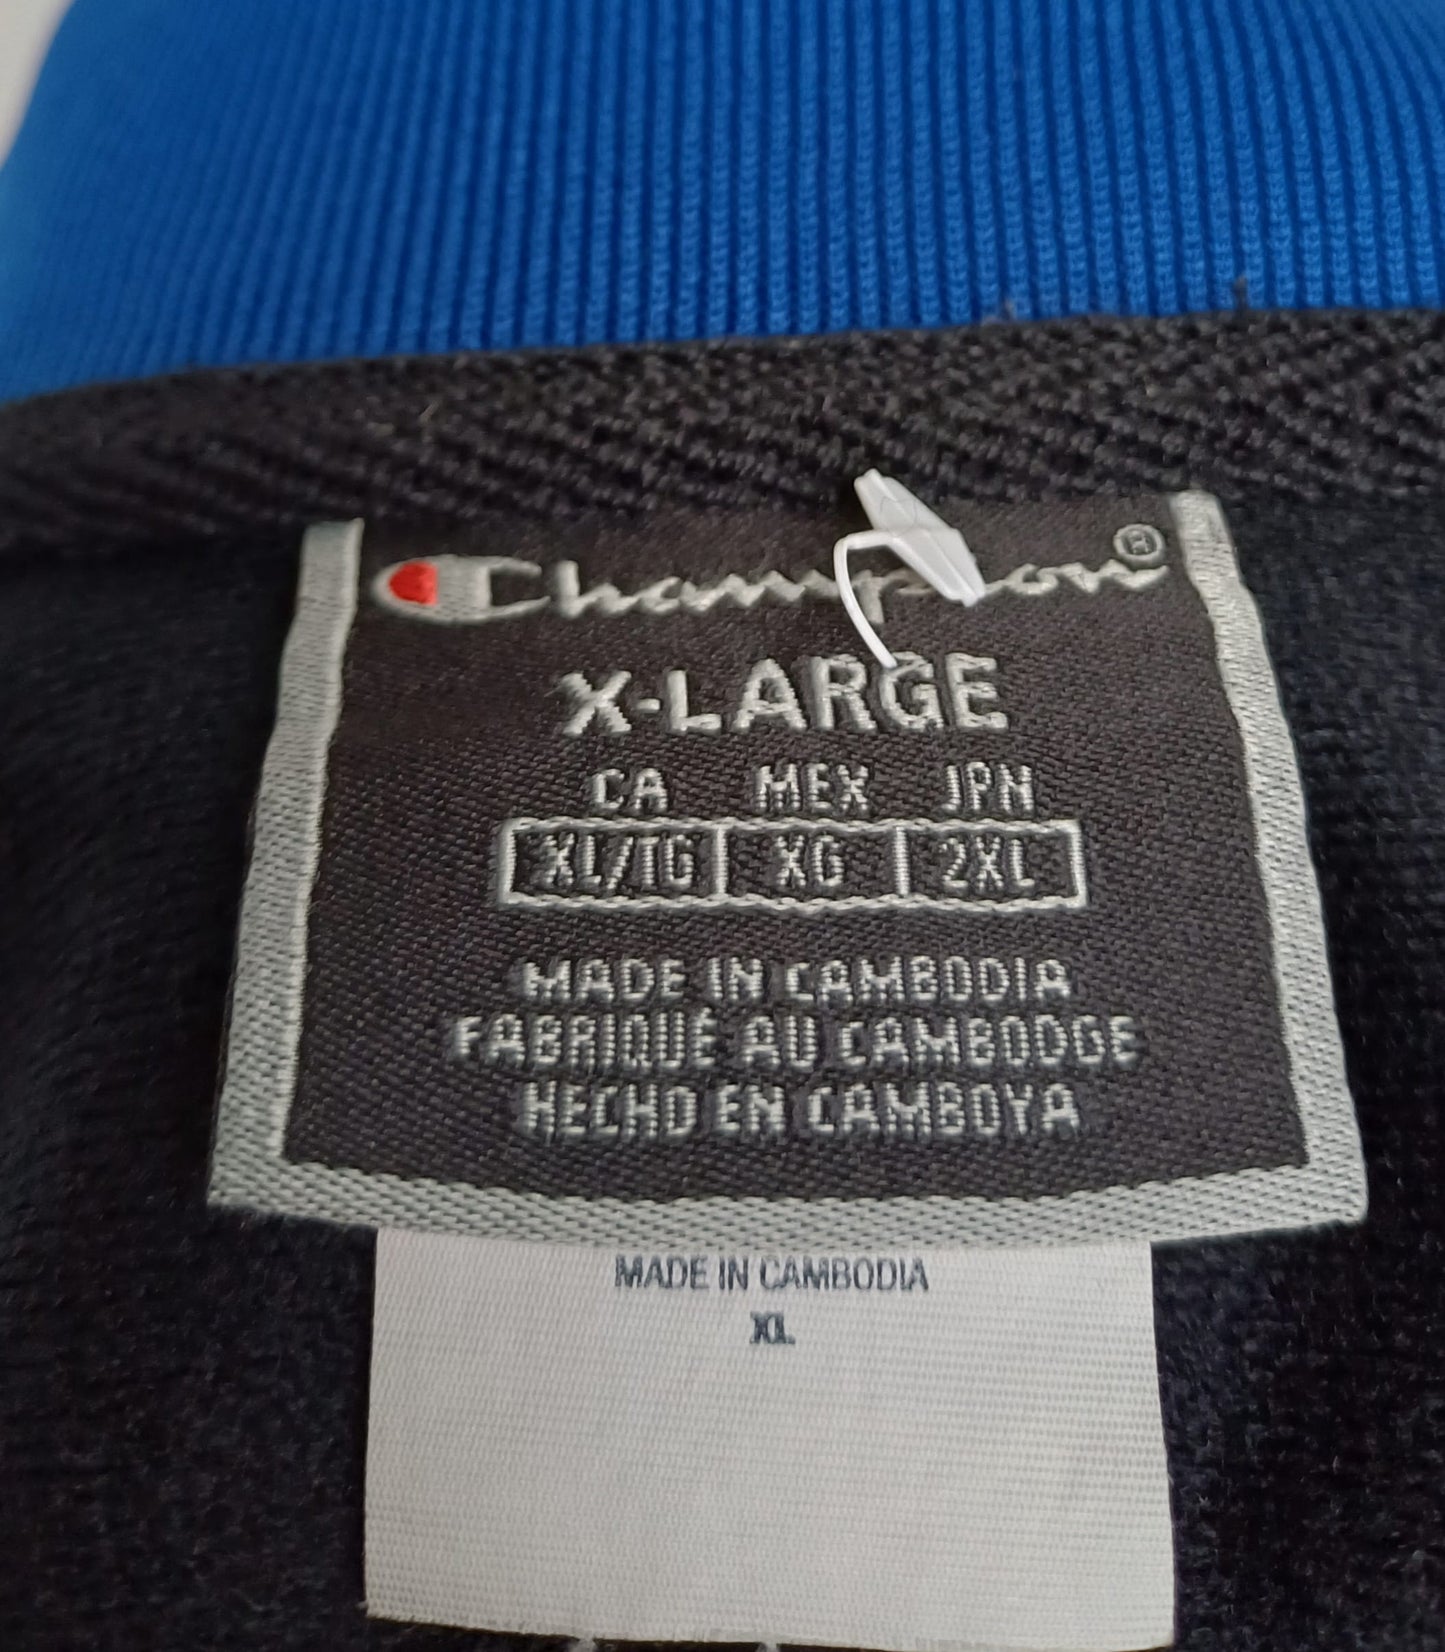 Champion®
X-LARGE
CA MEX JPN
XL/TG XG 2XL
MADE IN CAMBODIA
FABRIQUÉ AU CAMBODGE
HECHO EN CAMBOYA
MADE IN CAMBODIA
XL